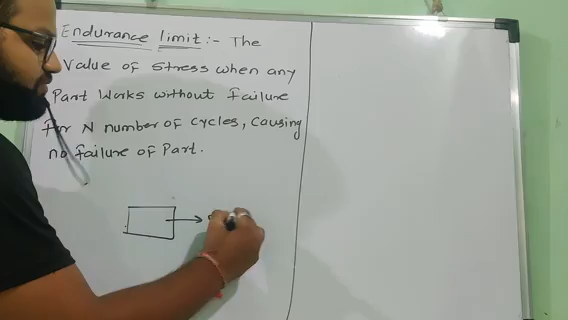 Endurance limit:- The
Value of Stress when any
Part Works without Failure
for N number of Cycles, Causing
no failure of Part.